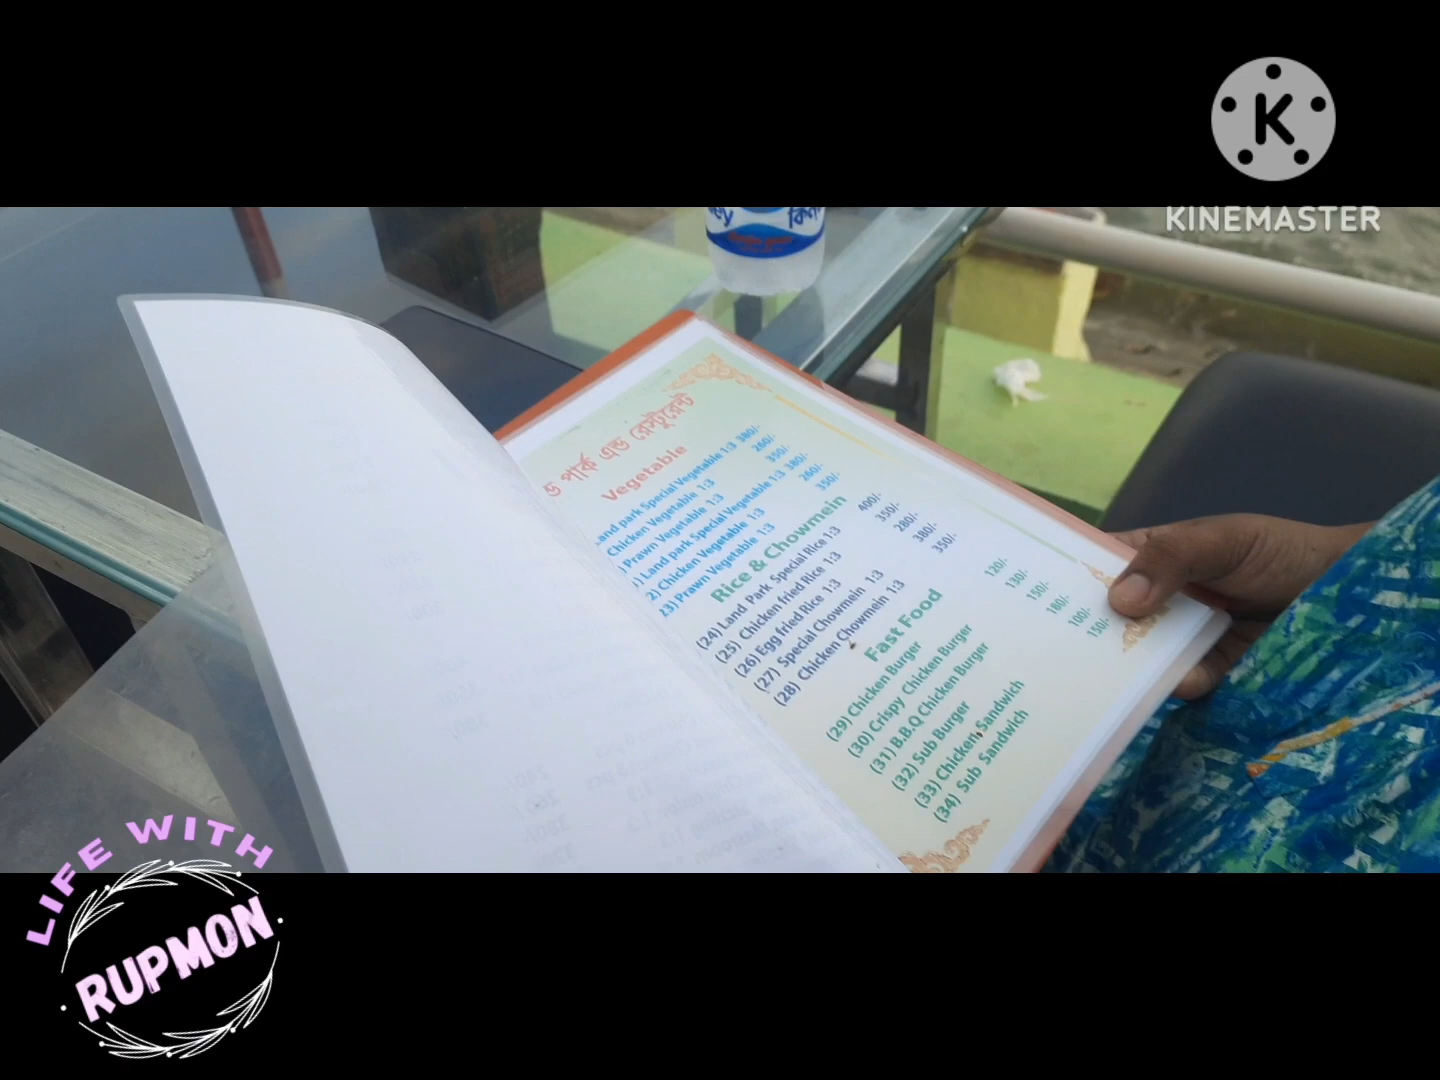 K
KINEMASTER
পার্ক এন্ড রেস্টুরেন্ট
Vegetable
Land park Special Vegetable 1:3 380/-
Chicken Vegetable 1:3 260/-
) Prawn Vegetable 1:3 350/-
) Land park Special Vegetable 1:3 380/-
2) Chicken Vegetable 1:3 260/-
23) Prawn Vegetable 1:3 350/-
Rice & Chowmein
(24) Land Park Special Rice 1:3 400/-
(25) Chicken fried Rice 1:3 350/-
(26) Egg fried Rice 1:3 280/-
(27) Special Chowmein 1:3 380/-
(28) Chicken Chowmein 1:3 350/-
Fast Food
(29) Chicken Burger 120/-
(30) Crispy Chicken Burger 130/-
(31) B.B.Q Chicken Burger 150/-
(32) Sub Burger 180/-
(33) Chicken Sandwich 100/-
(34) Sub Sandwich 150/-
LIFE WITH
RUPMON